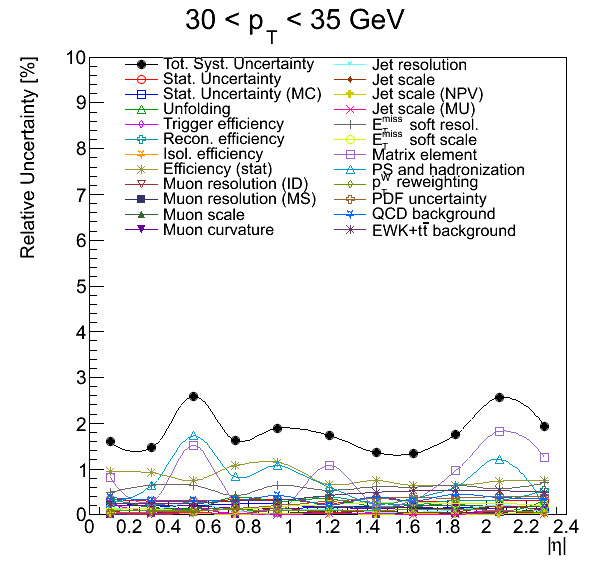 30 < p_T < 35 GeV
Relative Uncertainty [%]
10
9
8
7
6
5
4
3
2
1
0
Tot. Syst. Uncertainty
Stat. Uncertainty
Stat. Uncertainty (MC)
Unfolding
Trigger efficiency
Recon. efficiency
Isol. efficiency
Efficiency (stat)
Muon resolution (ID)
Muon resolution (MS)
Muon scale
Muon curvature
Jet resolution
Jet scale
Jet scale (NPV)
Jet scale (MU)
E_T^miss soft resol.
E_T^miss soft scale
Matrix element
PS and hadronization
p_T^W reweighting
PDF uncertainty
QCD background
EWK+tt̄ background
0 0.2 0.4 0.6 0.8 1 1.2 1.4 1.6 1.8 2 2.2 2.4
|η|